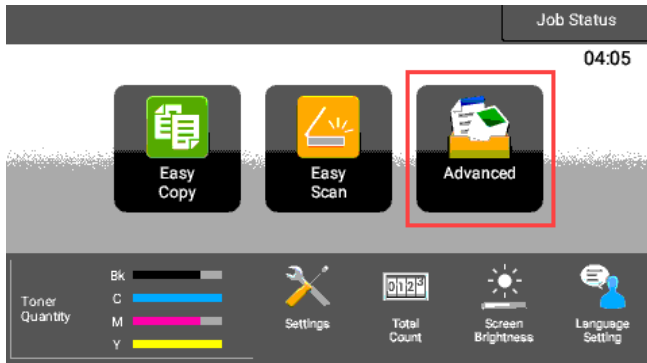 Job Status
04:05
Easy
Copy
Easy
Scan
Advanced
Toner
Quantity
Bk
C
M
Y
Settings
0123
Total
Count
Screen
Brightness
Language
Setting